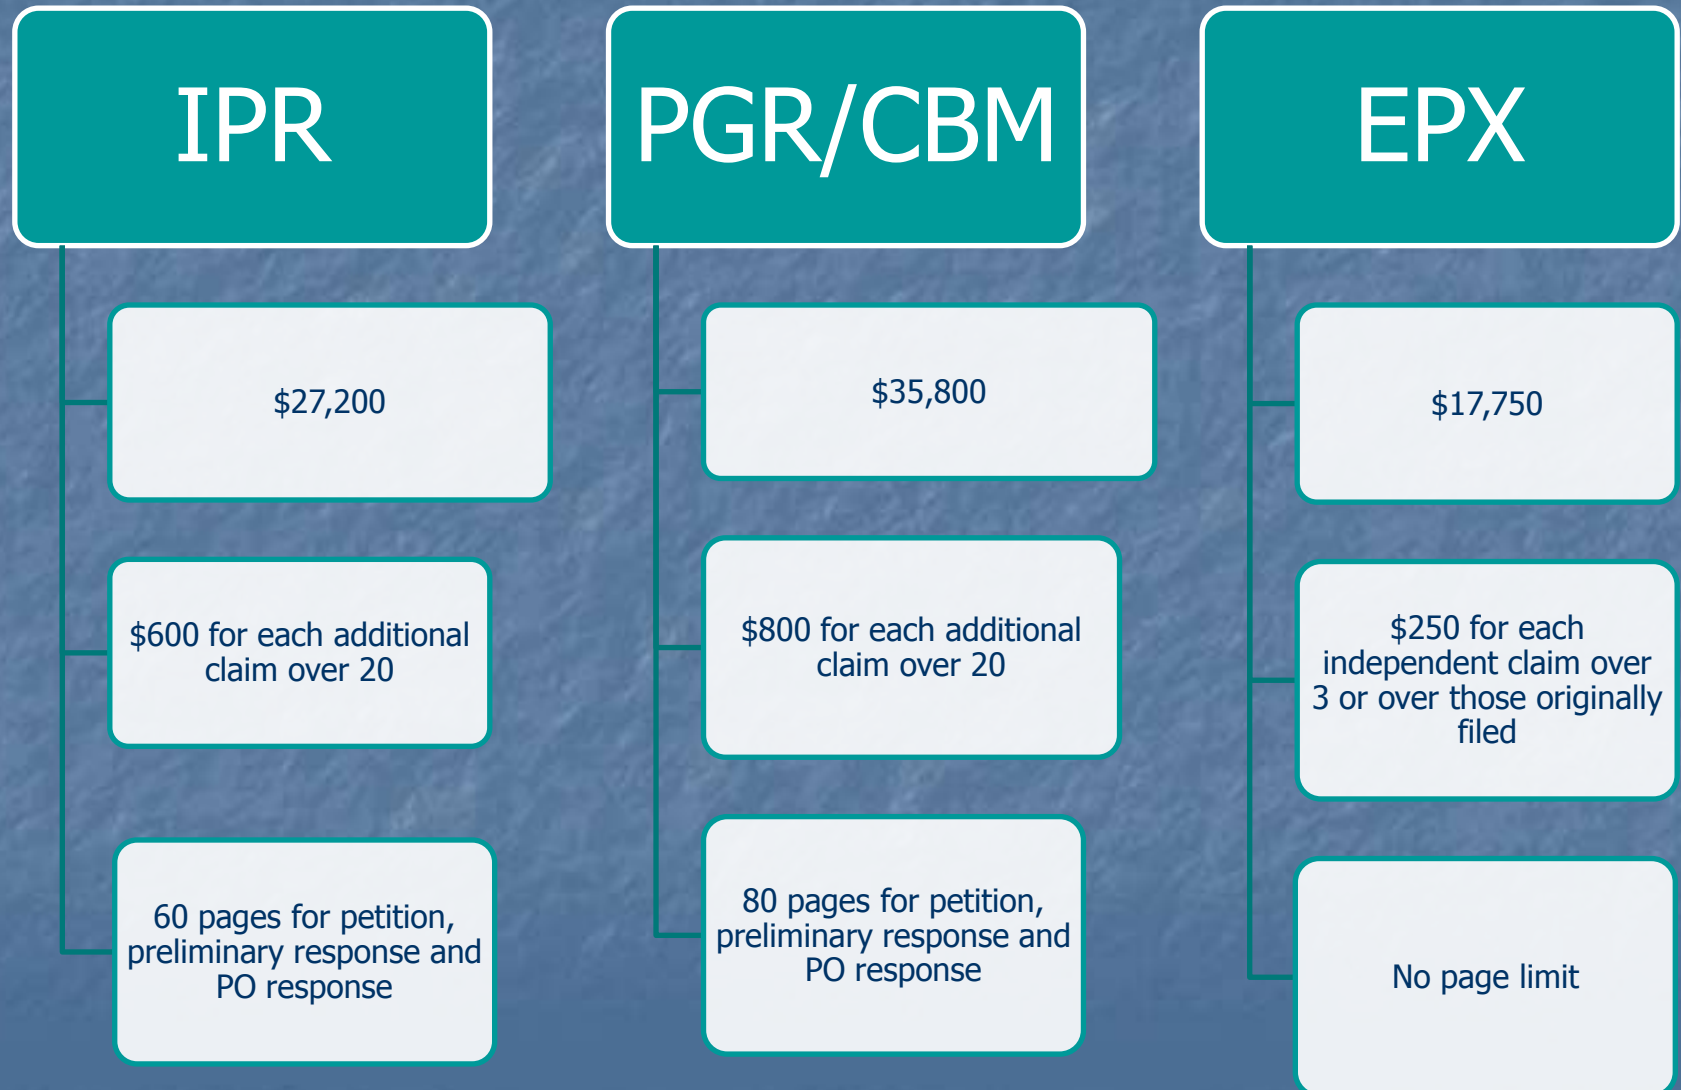 IPR
$27,200
$600 for each additional
claim over 20
60 pages for petition,
preliminary response and
PO response
PGR/CBM
$35,800
$800 for each additional
claim over 20
80 pages for petition,
preliminary response and
PO response
EPX
$17,750
$250 for each
independent claim over
3 or over those originally
filed
No page limit